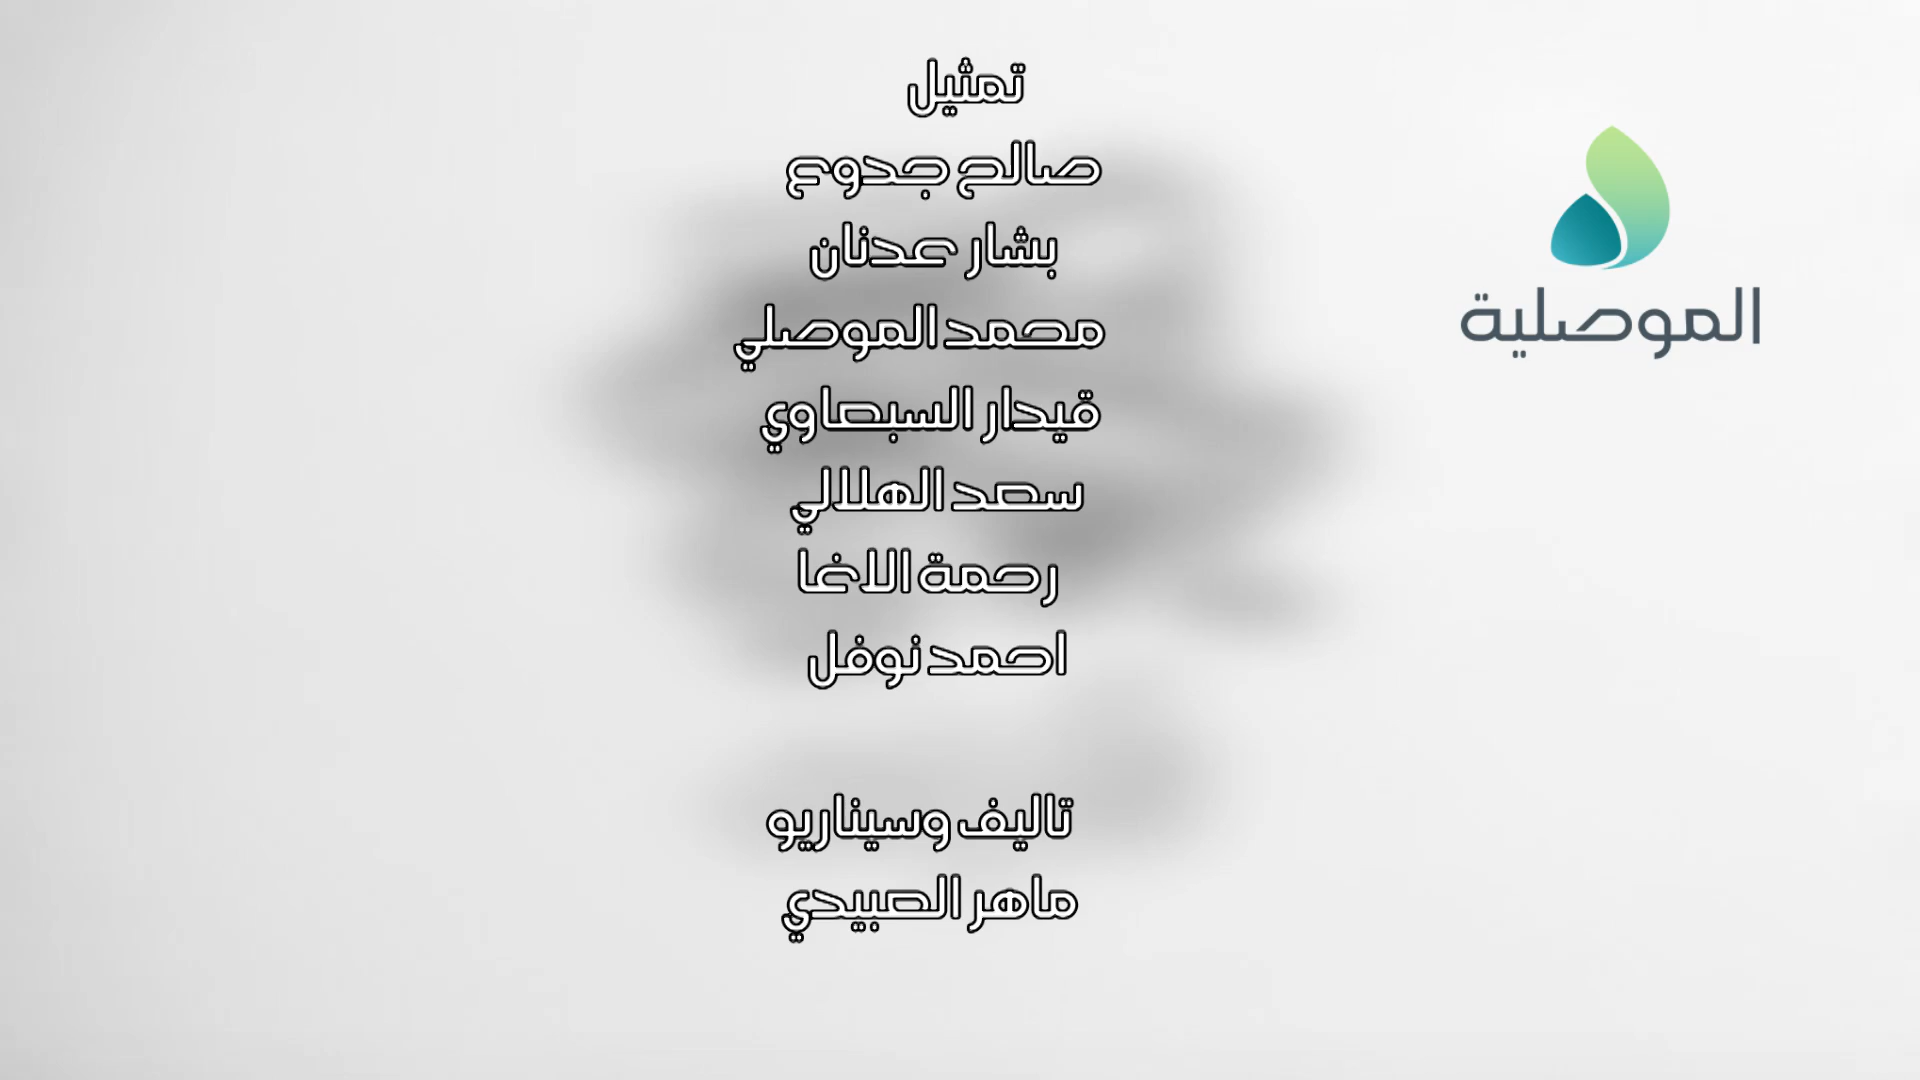 تمثيل
صالح جدوع
بشار عدنان
محمد الموصلي
قيدار السبعاوي
سعد الهلالي
رحمة الاغا
احمد نوفل
تاليف وسيناريو
ماهر العبيدي
الموصلية